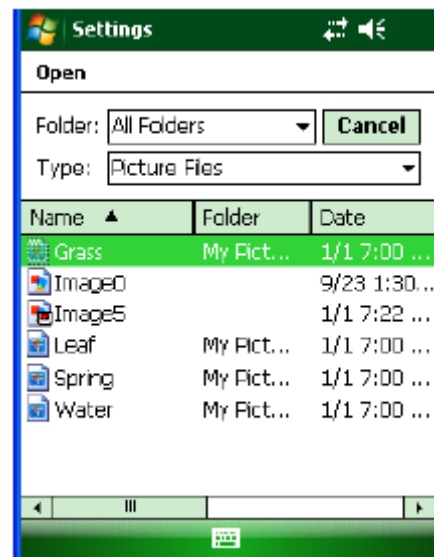 Settings
Open
Folder: All Folders Cancel
Type: Picture Files
Name Folder Date
Grass My Pict... 1/1 7:00 ...
Image0 9/23 1:30...
Image5 1/1 7:22 ...
Leaf My Pict... 1/1 7:00 ...
Spring My Pict... 1/1 7:00 ...
Water My Pict... 1/1 7:00 ...